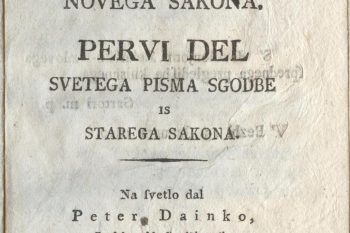 NOVEGA SAKONA.
PERVI DEL
SVETEGA PISMA SGODBE
IS
STAREGA SAKONA.
Na ſvetlo dal
Peter Dainko,